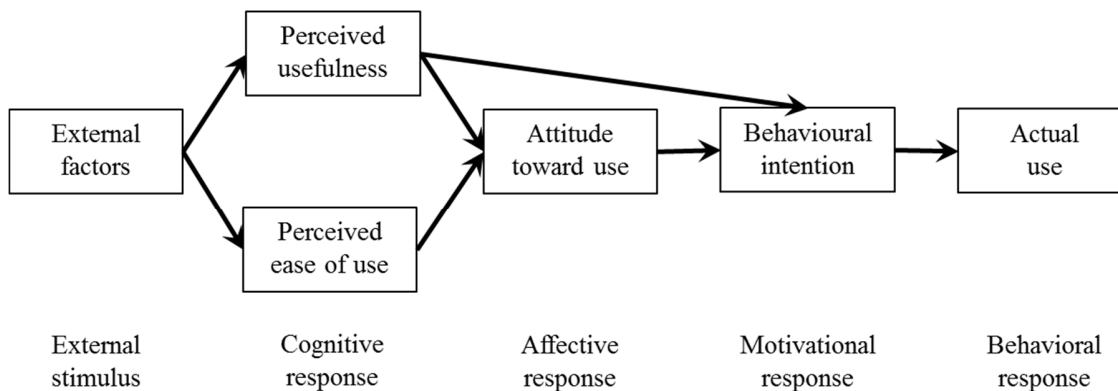 Perceived
usefulness
External
factors
Attitude
toward use
Behavioural
intention
Actual
use
Perceived
ease of use
External
stimulus
Cognitive
response
Affective
response
Motivational
response
Behavioral
response